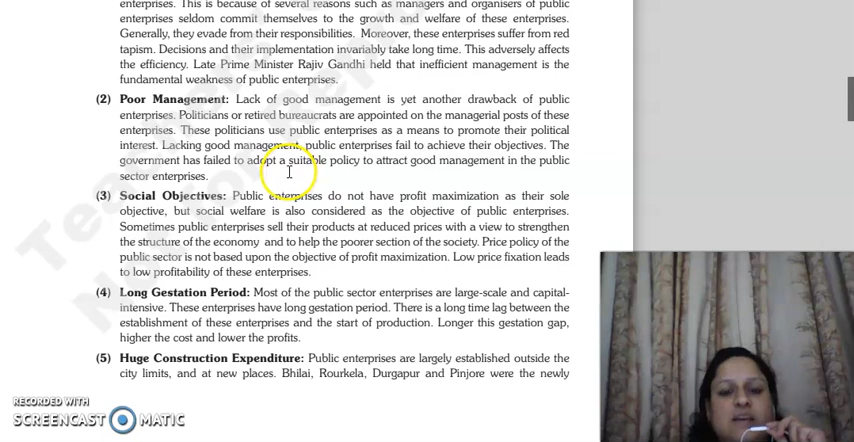 enterprises. This is because of several reasons such as managers and organisers of public
enterprises seldom commit themselves to the growth and welfare of these enterprises.
Generally, they evade from their responsibilities. Moreover, these enterprises suffer from red
tapism. Decisions and their implementation invariably take long time. This adversely affects
the efficiency. Late Prime Minister Rajiv Gandhi held that inefficient management is the
fundamental weakness of public enterprises.
(2) Poor Management: Lack of good management is yet another drawback of public
enterprises. Politicians or retired bureaucrats are appointed on the managerial posts of these
enterprises. These politicians use public enterprises as a means to promote their political
interest. Lacking good management, public enterprises fail to achieve their objectives. The
government has failed to adopt a suitable policy to attract good management in the public
sector enterprises.
(3) Social Objectives: Public enterprises do not have profit maximization as their sole
objective, but social welfare is also considered as the objective of public enterprises.
Sometimes public enterprises sell their products at reduced prices with a view to strengthen
the structure of the economy and to help the poorer section of the society. Price policy of the
public sector is not based upon the objective of profit maximization. Low price fixation leads
to low profitability of these enterprises.
(4) Long Gestation Period: Most of the public sector enterprises are large-scale and capital-
intensive. These enterprises have long gestation period. There is a long time lag between the
establishment of these enterprises and the start of production. Longer this gestation gap,
higher the cost and lower the profits.
(5) Huge Construction Expenditure: Public enterprises are largely established outside the
city limits, and at new places. Bhilai, Rourkela, Durgapur and Pinjore were the newly
RECORDED WITH
SCREENCAST MATIC